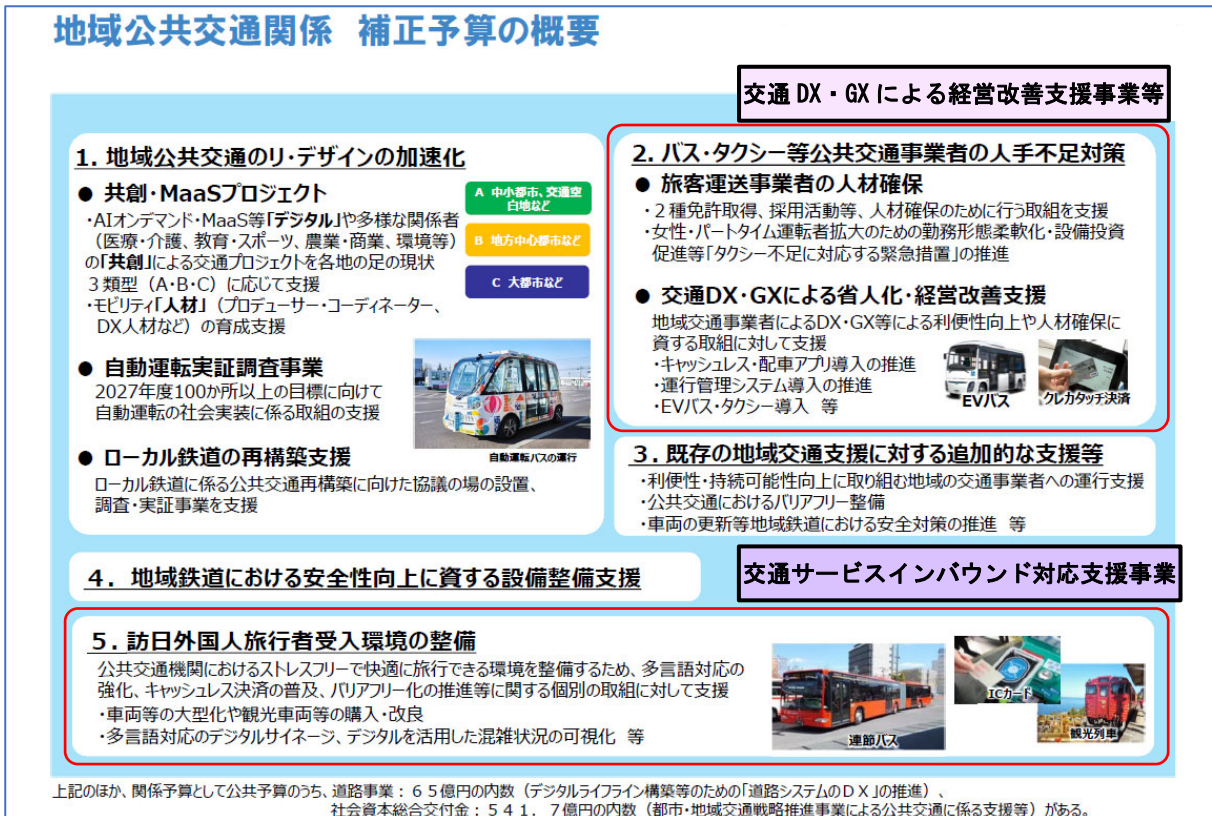 地域公共交通関係 補正予算の概要
交通DX・GXによる経営改善支援事業等
1. 地域公共交通のリ・デザインの加速化
● 共創・MaaSプロジェクト
・AIオンデマンド・MaaS等「デジタル」や多様な関係者
（医療・介護、教育・スポーツ、農業・商業、環境等）
の「共創」による交通プロジェクトを各地の足の現状
３類型（A・B・C）に応じて支援
・モビリティ「人材」（プロデューサー・コーディネーター、
DX人材など）の育成支援
A 中小都市、交通空
白地など
B 地方中心都市など
C 大都市など
● 自動運転実証調査事業
2027年度100か所以上の目標に向けて
自動運転の社会実装に係る取組の支援
自動運転バスの運行
● ローカル鉄道の再構築支援
ローカル鉄道に係る公共交通再構築に向けた協議の場の設置、
調査・実証事業を支援
2. バス・タクシー等公共交通事業者の人手不足対策
● 旅客運送事業者の人材確保
・２種免許取得、採用活動等、人材確保のために行う取組を支援
・女性・パートタイム運転者拡大のための勤務形態柔軟化・設備投資
促進等「タクシー不足に対応する緊急措置」の推進
● 交通DX・GXによる省人化・経営改善支援
地域交通事業者によるDX・GX等による利便性向上や人材確保に
資する取組に対して支援
・キャッシュレス・配車アプリ導入の推進
・運行管理システム導入の推進
・EVバス・タクシー導入 等
EVバス
クレカタッチ決済
3. 既存の地域交通支援に対する追加的な支援等
・利便性・持続可能性向上に取り組む地域の交通事業者への運行支援
・公共交通におけるバリアフリー整備
・車両の更新等地域鉄道における安全対策の推進 等
4. 地域鉄道における安全性向上に資する設備整備支援
交通サービスインバウンド対応支援事業
5. 訪日外国人旅行者受入環境の整備
公共交通機関におけるストレスフリーで快適に旅行できる環境を整備するため、多言語対応の
強化、キャッシュレス決済の普及、バリアフリー化の推進等に関する個別の取組に対して支援
・車両等の大型化や観光車両等の購入・改良
・多言語対応のデジタルサイネージ、デジタルを活用した混雑状況の可視化 等
連節バス
ICカード
観光列車
上記のほか、関係予算として公共予算のうち、道路事業：６５億円の内数（デジタルライフライン構築等のための「道路システムのＤＸ」の推進）、
社会資本総合交付金：５４１．７億円の内数（都市・地域交通戦略推進事業による公共交通に係る支援等）がある。